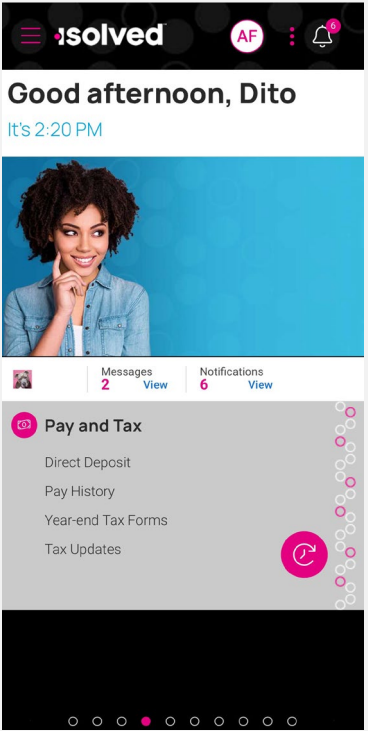 isolved
AF
6
Good afternoon, Dito
It's 2:20 PM
Messages
2 View
Notifications
6 View
Pay and Tax
Direct Deposit
Pay History
Year-end Tax Forms
Tax Updates